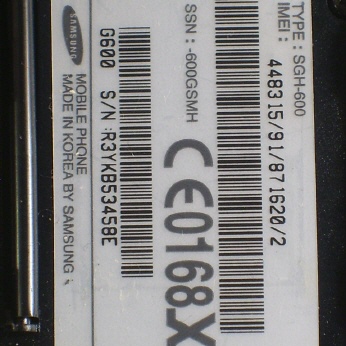 TYPE : SGH-600
IMEI :
448315/91/871620/2
SSN : -600GSMH
CE0168X
G600 S/N :R3YKB53458E
SAMSUNG
MOBILE PHONE
MADE IN KOREA BY SAMSUNG